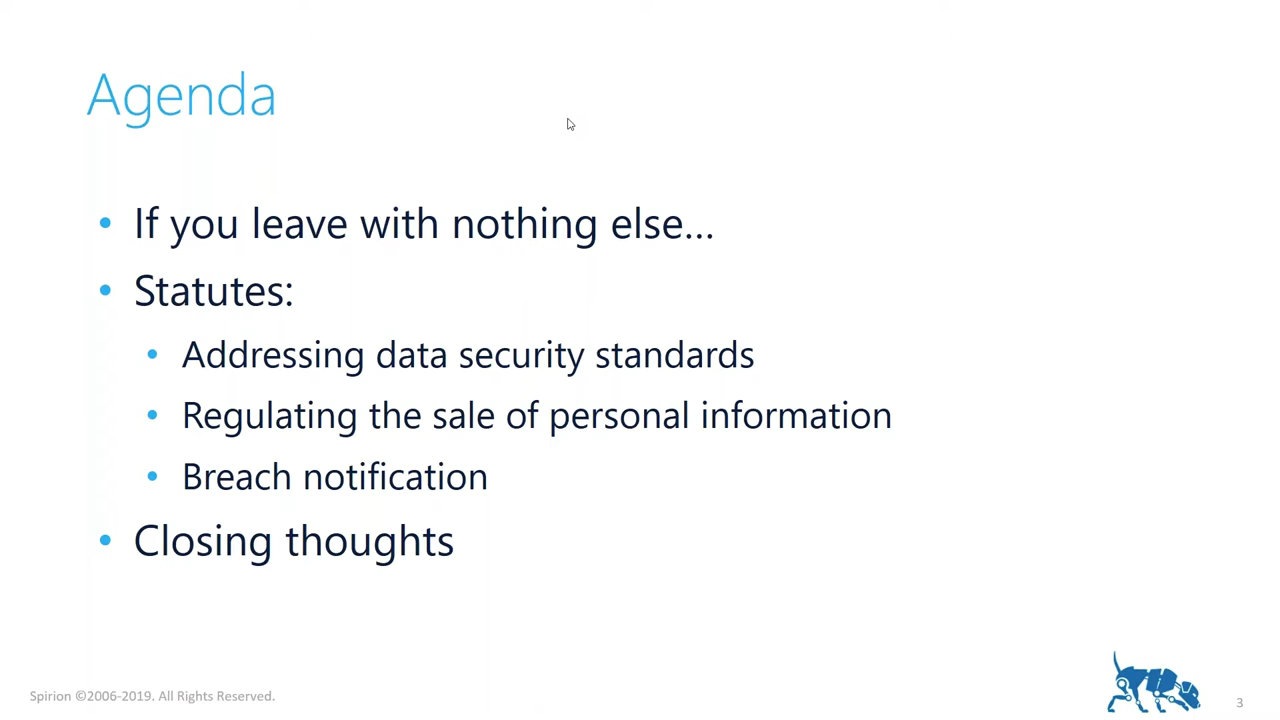 Agenda
• If you leave with nothing else...
• Statutes:
• Addressing data security standards
• Regulating the sale of personal information
• Breach notification
• Closing thoughts
Spirion ©2006-2019. All Rights Reserved.
3